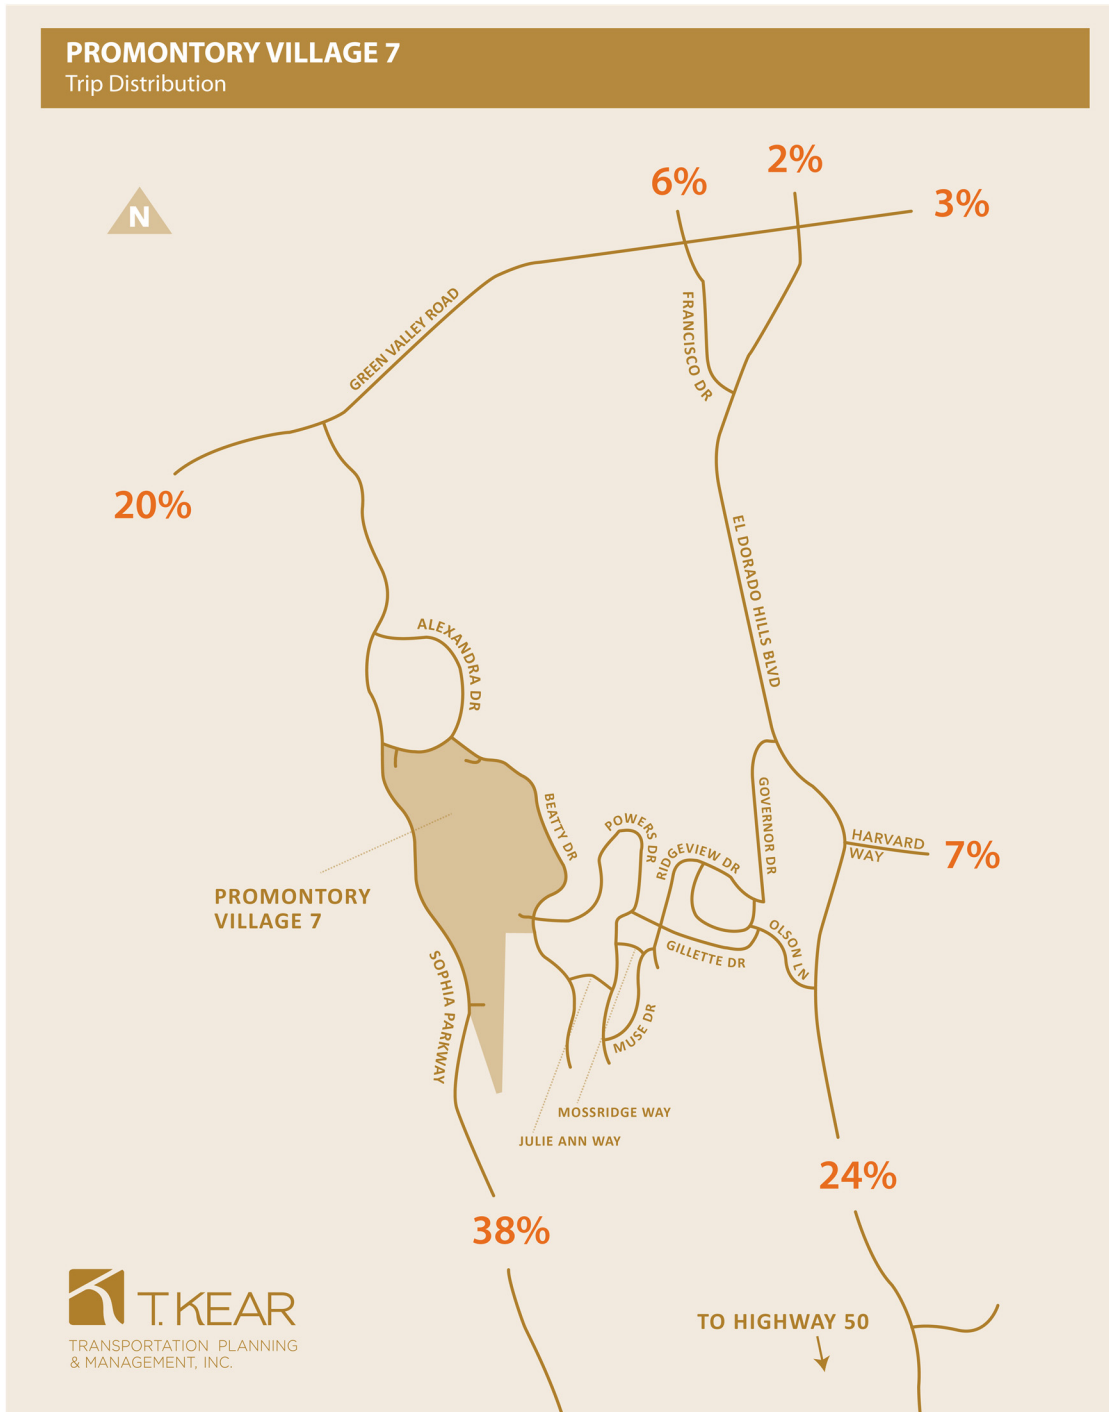 PROMONTORY VILLAGE 7
Trip Distribution
2%
6%
3%
N
GREEN VALLEY ROAD
FRANCISCO DR
20%
EL DORADO HILLS BLVD
ALEXANDRA DR
BEATTY DR
POWERS DR
RIDGEVIEW DR
GOVERNOR DR
HARVARD
WAY
7%
PROMONTORY
VILLAGE 7
SOPHIA PARKWAY
GILLETTE DR
OLSON LN
MUSE DR
MOSSRIDGE WAY
JULIE ANN WAY
24%
38%
TO HIGHWAY 50
T. KEAR
TRANSPORTATION PLANNING
& MANAGEMENT, INC.